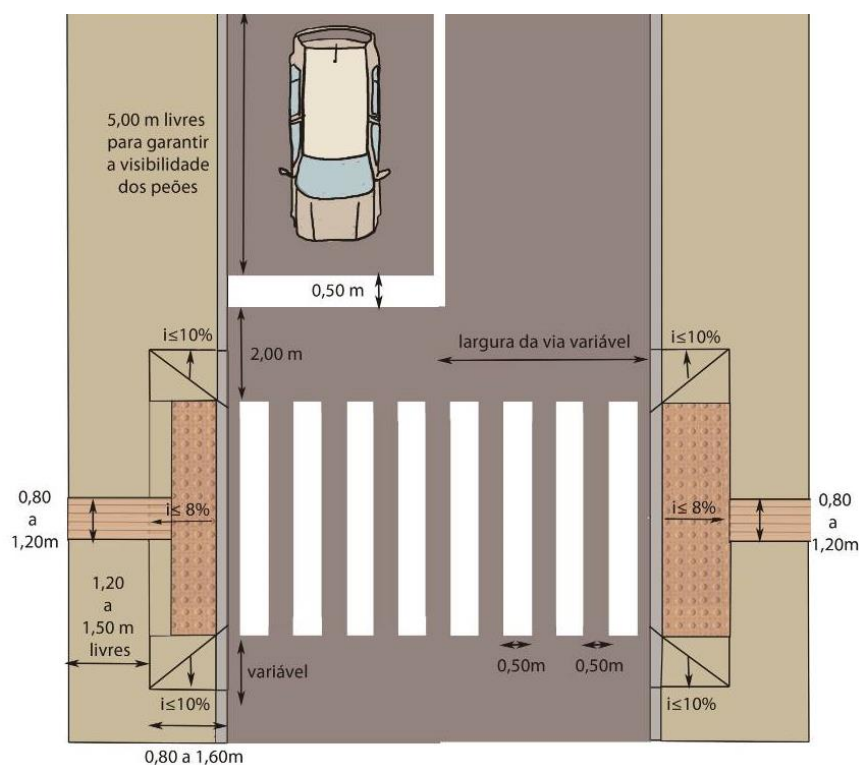 5,00 m livres
para garantir
a visibilidade
dos peões
0,50 m
i≤10%
2,00 m
largura da via variável
i≤10%
0,80
a
1,20m
i≤ 8%
i≤ 8%
0,80
a
1,20m
1,20
a
1,50 m
livres
variável
0,50m
0,50m
i≤10%
i≤10%
0,80 a 1,60m